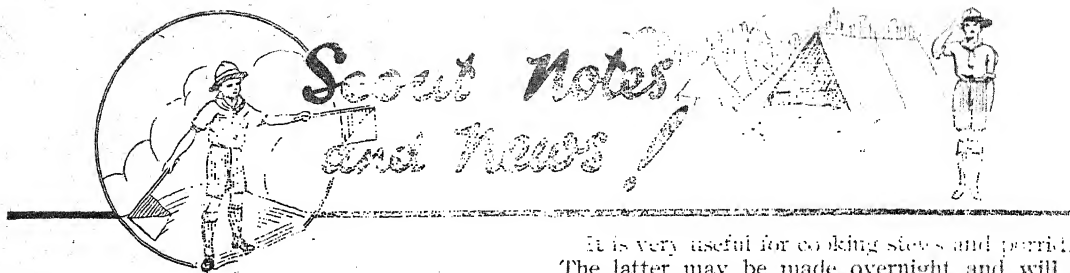 Scout Notes
and News!
It is very useful for cooking stews and porridge.
The latter may be made overnight and will